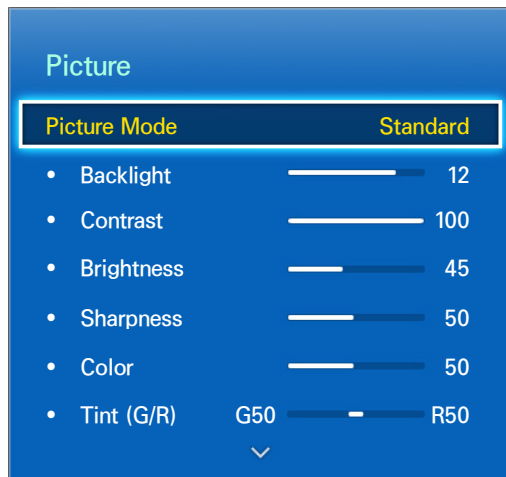 Picture
Picture Mode Standard
• Backlight 12
• Contrast 100
• Brightness 45
• Sharpness 50
• Color 50
• Tint (G/R) G50 R50